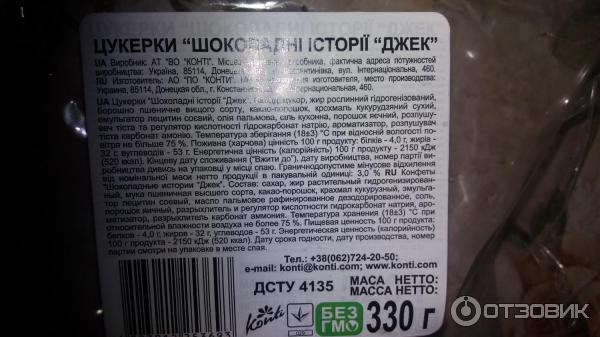 ЦУКЕРКИ "ШОКОЛАДНІ ІСТОРІЇ "ДЖЕК"
UA Виробник: АТ "ВО "КОНТІ". виробника, фактична адреса потужностей
виробництва: Україна, 85114, Донецька вул. Інтернаціональна, 460.
RU Изготовитель: АО "ПО "КОНТИ". изготовителя, место производства:
Украина, 85114, Донецкая обл., г. Интернациональная, 460.
UA Цукерки "Шоколадні історії "Джек". цукор, жир рослинний гідрогенізований,
борошно пшеничне вищого сорту, какао-порошок, крохмаль кукурудзяний сухий,
емульгатор лецитин соєвий, олія пальмова, сіль кухонна, порошок яєчний, розпушувач
тіста та регулятор кислотності гідрокарбонат натрію, ароматизатор, розпушувач
тіста карбонат амонію. Температура зберігання (18±3) °С при відносній вологості повітря
не більше 75 %. Поживна (харчова) цінність 100 г продукту: білків - 4,0 г, жирів -
32 г, вуглеводів - 53 г. Енергетична цінність (калорійність) 100 г продукту - 2150 кДж
(520 ккал). Кінцеву дату споживання ("Вжити до"), дату виробництва, номер партії
виробництва дивись на упаковці у місці спаю. Граничнодопустиме мінусове відхилення
від номінальної маси нетто продукту в пакувальній одиниці: 3,0 % RU Конфеты
"Шоколадные истории "Джек". Состав: сахар, жир растительный гидрогенизированный,
мука пшеничная высшего сорта, какао-порошок, крахмал кукурузный, эмульгатор
лецитин соевый, масло пальмовое рафинированное дезодорированное, соль,
порошок яичный, разрыхлитель и регулятор кислотности гидрокарбонат натрия,
ароматизатор, разрыхлитель карбонат аммония. Температура хранения (18±3) °С при
относительной влажности воздуха не более 75 %. Пищевая ценность 100 г продукта:
белков - 4,0 г, жиров - 32 г, углеводов - 53 г. Энергетическая ценность (калорийность)
100 г продукта - 2150 кДж (520 ккал). Дату срока годности, дату производства, номер
партии смотри на упаковке в месте спая.
Тел.: +38(062)724-20-50;
e-mail: konti@konti.com; www.konti.com
ДСТУ 4135
МАСА НЕТТО:
МАССА НЕТТО:
Konti
БЕЗ
ГМО
330 г
ОТЗОВИК